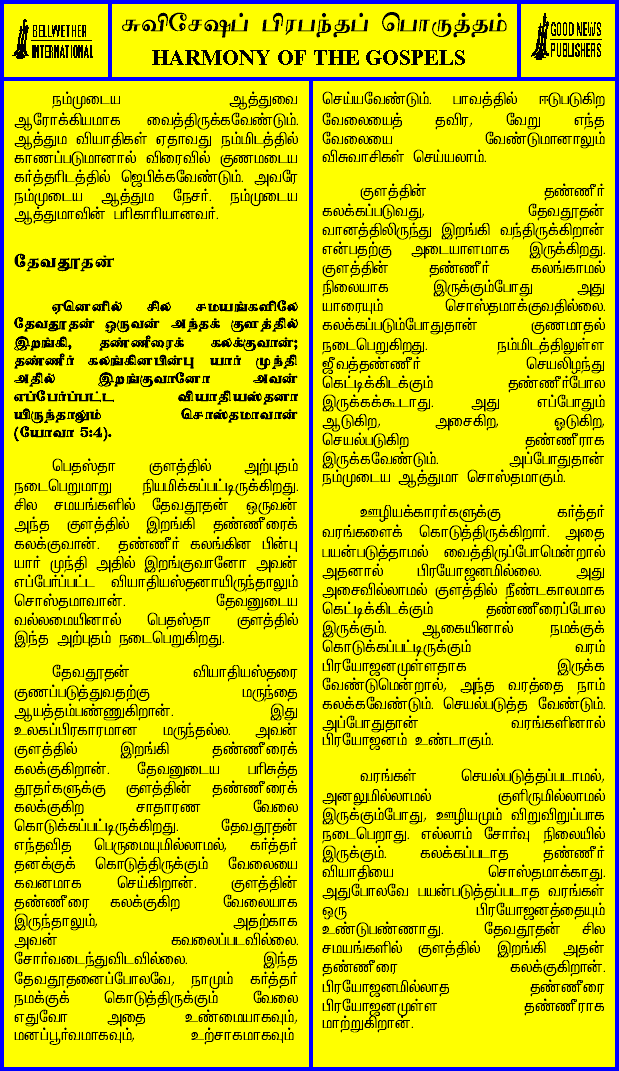 BELLWETHER
INTERNATIONAL
சுவிசேஷப் பிரபந்தப் பொருத்தம்
HARMONY OF THE GOSPELS
GOOD NEWS
PUBLISHERS
நம்முடைய ஆத்துவை
ஆரோக்கியமாக வைத்திருக்கவேண்டும்.
ஆத்தும வியாதிகள் ஏதாவது நம்மிடத்தில்
காணப்படுமானால் விரைவில் குணமடைய
கர்த்தரிடத்தில் ஜெபிக்கவேண்டும். அவரே
நம்முடைய ஆத்தும நேசர். நம்முடைய
ஆத்துமாவின் பரிகாரியானவர்.
தேவதூதன்
ஏனெனில் சில சமயங்களிலே
தேவதூதன் ஒருவன் அந்தக் குளத்தில்
இறங்கி, தண்ணீரைக் கலக்குவான்;
தண்ணீர் கலங்கினபின்பு யார் முந்தி
அதில் இறங்குவானோ அவன்
எப்பேர்ப்பட்ட வியாதியஸ்தனா
யிருந்தாலும் சொஸ்தமாவான்
(யோவா 5:4).
பெதஸ்தா குளத்தில் அற்புதம்
நடைபெறுமாறு நியமிக்கப்பட்டிருக்கிறது.
சில சமயங்களில் தேவதூதன் ஒருவன்
அந்த குளத்தில் இறங்கி தண்ணீரைக்
கலக்குவான். தண்ணீர் கலங்கின பின்பு
யார் முந்தி அதில் இறங்குவானோ அவன்
எப்பேர்ப்பட்ட வியாதியஸ்தனாயிருந்தாலும்
சொஸ்தமாவான். தேவனுடைய
வல்லமையினால் பெதஸ்தா குளத்தில்
இந்த அற்புதம் நடைபெறுகிறது.
தேவதூதன் வியாதியஸ்தரை
குணப்படுத்துவதற்கு மருந்தை
ஆயத்தம்பண்ணுகிறான். இது
உலகப்பிரகாரமான மருந்தல்ல. அவன்
குளத்தில் இறங்கி தண்ணீரைக்
கலக்குகிறான். தேவனுடைய பரிசுத்த
தூதர்களுக்கு குளத்தின் தண்ணீரைக்
கலக்குகிற சாதாரண வேலை
கொடுக்கப்பட்டிருக்கிறது. தேவதூதன்
எந்தவித பெருமையுமில்லாமல், கர்த்தர்
தனக்குக் கொடுத்திருக்கும் வேலையை
கவனமாக செய்கிறான். குளத்தின்
தண்ணீரை கலக்குகிற வேலையாக
இருந்தாலும், அதற்காக
அவன் கவலைப்படவில்லை.
சோர்வடைந்துவிடவில்லை. இந்த
தேவதூதனைப்போலவே, நாமும் கர்த்தர்
நமக்குக் கொடுத்திருக்கும் வேலை
எதுவோ அதை உண்மையாகவும்,
மனப்பூர்வமாகவும், உற்சாகமாகவும்
செய்யவேண்டும். பாவத்தில் ஈடுபடுகிற
வேலையைத் தவிர, வேறு எந்த
வேலையை வேண்டுமானாலும்
விசுவாசிகள் செய்யலாம்.
குளத்தின் தண்ணீர்
கலக்கப்படுவது, தேவதூதன்
வானத்திலிருந்து இறங்கி வந்திருக்கிறான்
என்பதற்கு அடையாளமாக இருக்கிறது.
குளத்தின் தண்ணீர் கலங்காமல்
நிலையாக இருக்கும்போது அது
யாரையும் சொஸ்தமாக்குவதில்லை.
கலக்கப்படும்போதுதான் குணமாதல்
நடைபெறுகிறது. நம்மிடத்திலுள்ள
ஜீவத்தண்ணீர் செயலிழந்து
கெட்டிக்கிடக்கும் தண்ணீர்போல
இருக்கக்கூடாது. அது எப்போதும்
ஆடுகிற, அசைகிற, ஓடுகிற,
செயல்படுகிற தண்ணீராக
இருக்கவேண்டும். அப்போதுதான்
நம்முடைய ஆத்துமா சொஸ்தமாகும்.
ஊழியக்காரர்களுக்கு கர்த்தர்
வரங்களைக் கொடுத்திருக்கிறார். அதை
பயன்படுத்தாமல் வைத்திருப்போமென்றால்
அதனால் பிரயோஜனமில்லை. அது
அசைவில்லாமல் குளத்தில் நீண்டகாலமாக
கெட்டிக்கிடக்கும் தண்ணீரைப்போல
இருக்கும். ஆகையினால் நமக்குக்
கொடுக்கப்பட்டிருக்கும் வரம்
பிரயோஜனமுள்ளதாக இருக்க
வேண்டுமென்றால், அந்த வரத்தை நாம்
கலக்கவேண்டும். செயல்படுத்த வேண்டும்.
அப்போதுதான் வரங்களினால்
பிரயோஜனம் உண்டாகும்.
வரங்கள் செயல்படுத்தப்படாமல்,
அனலுமில்லாமல் குளிருமில்லாமல்
இருக்கும்போது, ஊழியமும் விறுவிறுப்பாக
நடைபெறாது. எல்லாம் சோர்வு நிலையில்
இருக்கும். கலக்கப்படாத தண்ணீர்
வியாதியை சொஸ்தமாக்காது.
அதுபோலவே பயன்படுத்தப்படாத வரங்கள்
ஒரு பிரயோஜனத்தையும்
உண்டுபண்ணாது. தேவதூதன் சில
சமயங்களில் குளத்தில் இறங்கி அதன்
தண்ணீரை கலக்குகிறான்.
பிரயோஜனமில்லாத தண்ணீரை
பிரயோஜனமுள்ள தண்ணீராக
மாற்றுகிறான்.